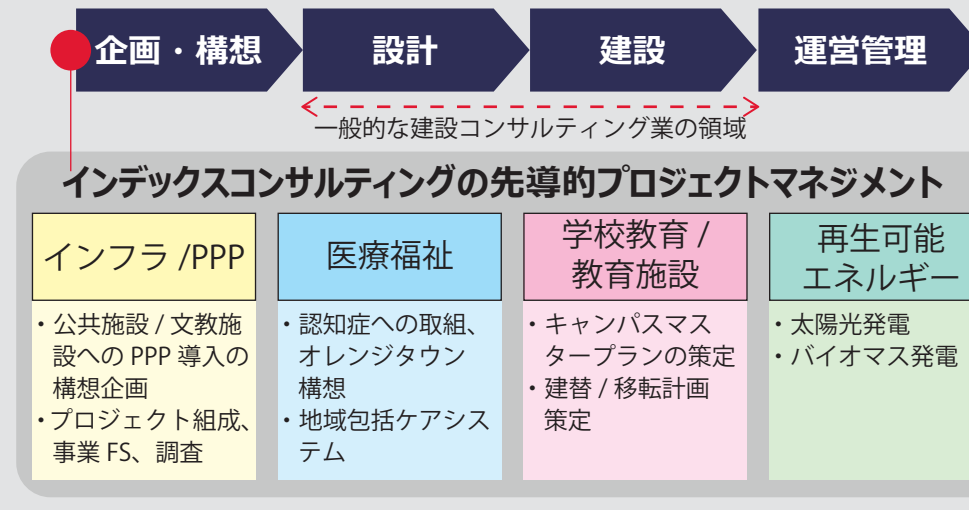 企画・構想
設計
建設
運営管理
一般的な建設コンサルティング業の領域
インデックスコンサルティングの先導的プロジェクトマネジメント
インフラ /PPP
・公共施設 / 文教施
設への PPP 導入の
構想企画
・プロジェクト組成、
事業 FS、調査
医療福祉
・認知症への取組、
オレンジタウン
構想
・地域包括ケアシス
テム
学校教育 /
教育施設
・キャンパスマス
タープランの策定
・建替 / 移転計画
策定
再生可能
エネルギー
・太陽光発電
・バイオマス発電